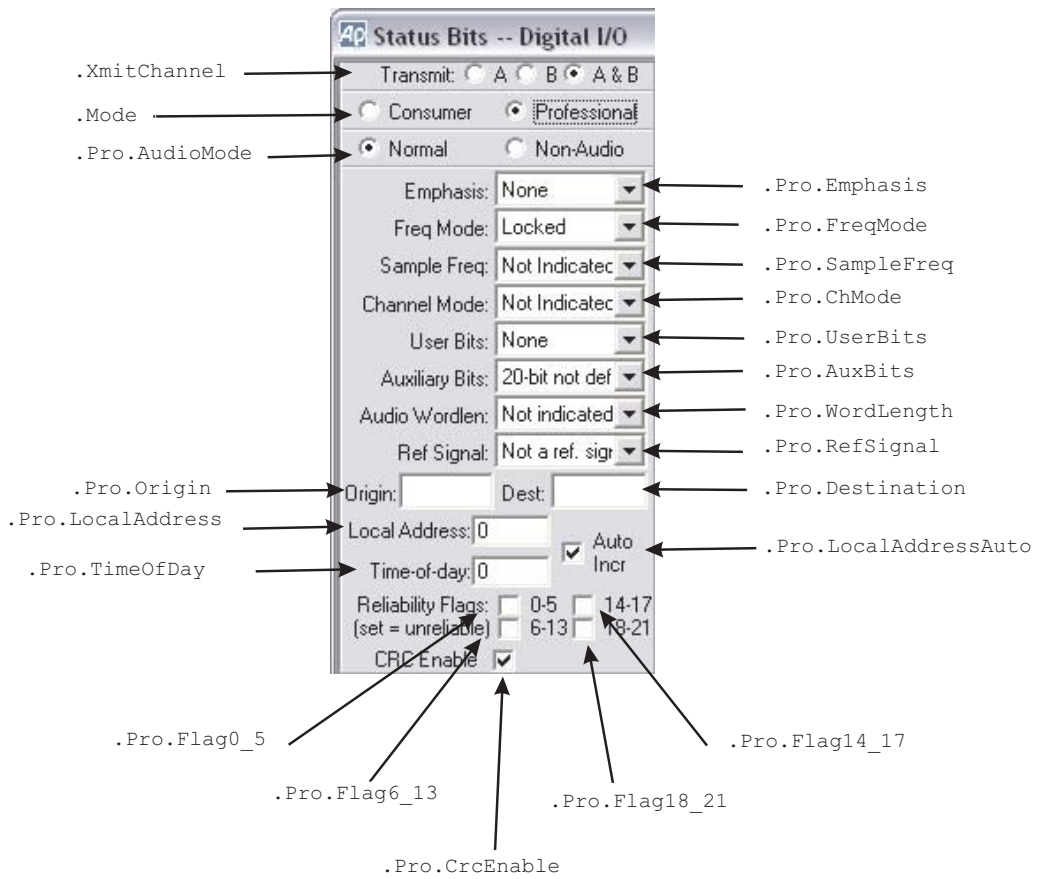 Ap Status Bits -- Digital I/O
.XmitChannel
Transmit: A B A & B
.Mode
Consumer Professional
.Pro.AudioMode
Normal Non-Audio
Emphasis: None
.Pro.Emphasis
Freq Mode: Locked
.Pro.FreqMode
Sample Freq: Not Indicatec
.Pro.SampleFreq
Channel Mode: Not Indicatec
.Pro.ChMode
User Bits: None
.Pro.UserBits
Auxiliary Bits: 20-bit not def
.Pro.AuxBits
Audio Wordlen: Not indicated
.Pro.WordLength
Ref Signal: Not a ref. sigr
.Pro.RefSignal
.Pro.Origin
Origin: Dest:
.Pro.Destination
.Pro.LocalAddress
Local Address: 0
Auto
Incr
.Pro.LocalAddressAuto
.Pro.TimeOfDay
Time-of-day: 0
Reliability Flags: 0-5 14-17
(set = unreliable) 6-13 18-21
CRC Enable
.Pro.Flag0_5
.Pro.Flag14_17
.Pro.Flag6_13
.Pro.Flag18_21
.Pro.CrcEnable